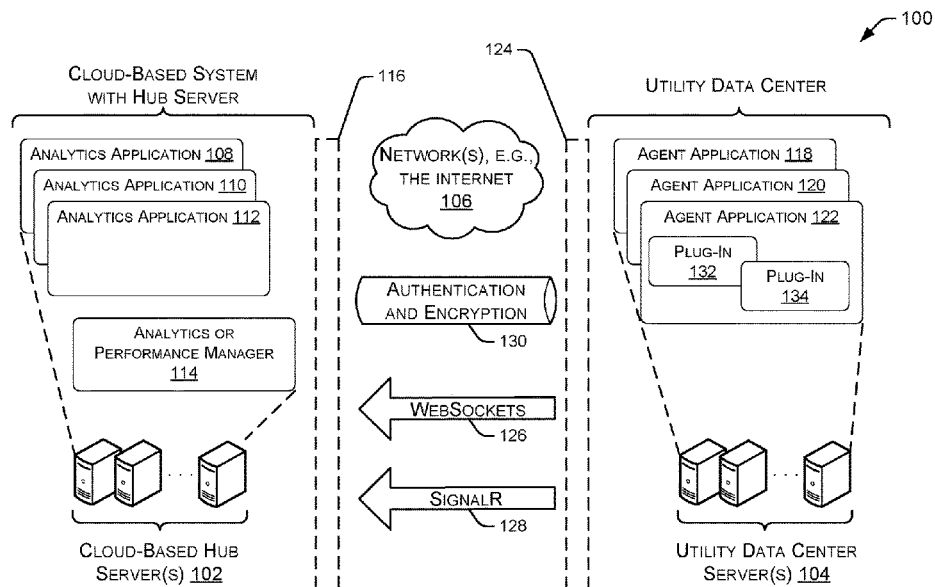 100
124
116
CLOUD-BASED SYSTEM
WITH HUB SERVER
UTILITY DATA CENTER
ANALYTICS APPLICATION 108
ANALYTICS APPLICATION 110
ANALYTICS APPLICATION 112
NETWORK(S), E.G.,
THE INTERNET
106
AGENT APPLICATION 118
AGENT APPLICATION 120
AGENT APPLICATION 122
PLUG-IN
132
PLUG-IN
134
AUTHENTICATION
AND ENCRYPTION
130
ANALYTICS OR
PERFORMANCE MANAGER
114
WEBSOCKETS
126
SIGNALR
128
CLOUD-BASED HUB
SERVER(S) 102
UTILITY DATA CENTER
SERVER(S) 104